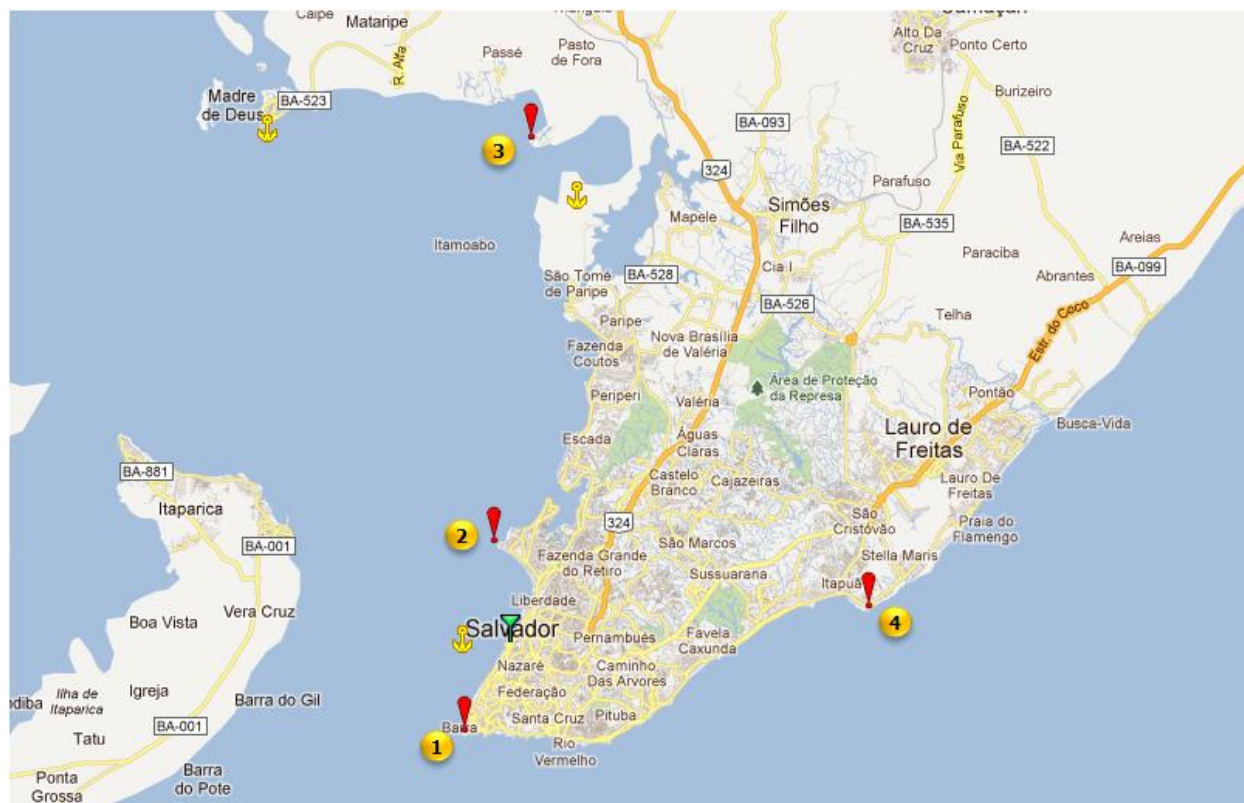 Caipe
Mataripe
R. Alfa
Passé
Pasto
de Fora
Alto Da
Cruz
Ponto Certo
Burizeiro
Madre
de Deus
BA-523
3
BA-093
BA-522
Via Parafuso
324
Parafuso
Simões
Filho
Mapele
BA-535
Itamoabo
Paraciba
Areias
Cia I
BA-528
São Tomé
de Paripe
Abrantes
BA-099
BA-526
Telha
Estr. do Coco
Paripe
Nova Brasília
de Valéria
Fazenda
Coutos
Área de Proteção
da Represa
Periperi
Valéria
Pontão
Busca-Vida
Lauro de
Freitas
Escada
Águas
Claras
BA-881
Castelo
Branco
Cajazeiras
Lauro De
Freitas
Itaparica
São
Cristóvão
Praia do
Flamengo
324
2
BA-001
São Marcos
Fazenda Grande
do Retiro
Stella Maris
Sussuarana
Itapuã
Liberdade
Vera Cruz
Boa Vista
4
Salvador
Pernambués
Favela
Caxunda
Nazaré
Caminho
Das Arvores
Igreja
Ilha de
Itaparica
Barra do Gil
Federação
Santa Cruz
Pituba
BA-001
Barra
1
Tatu
Rio
Vermelho
Ponta
Grossa
Barra
do Pote